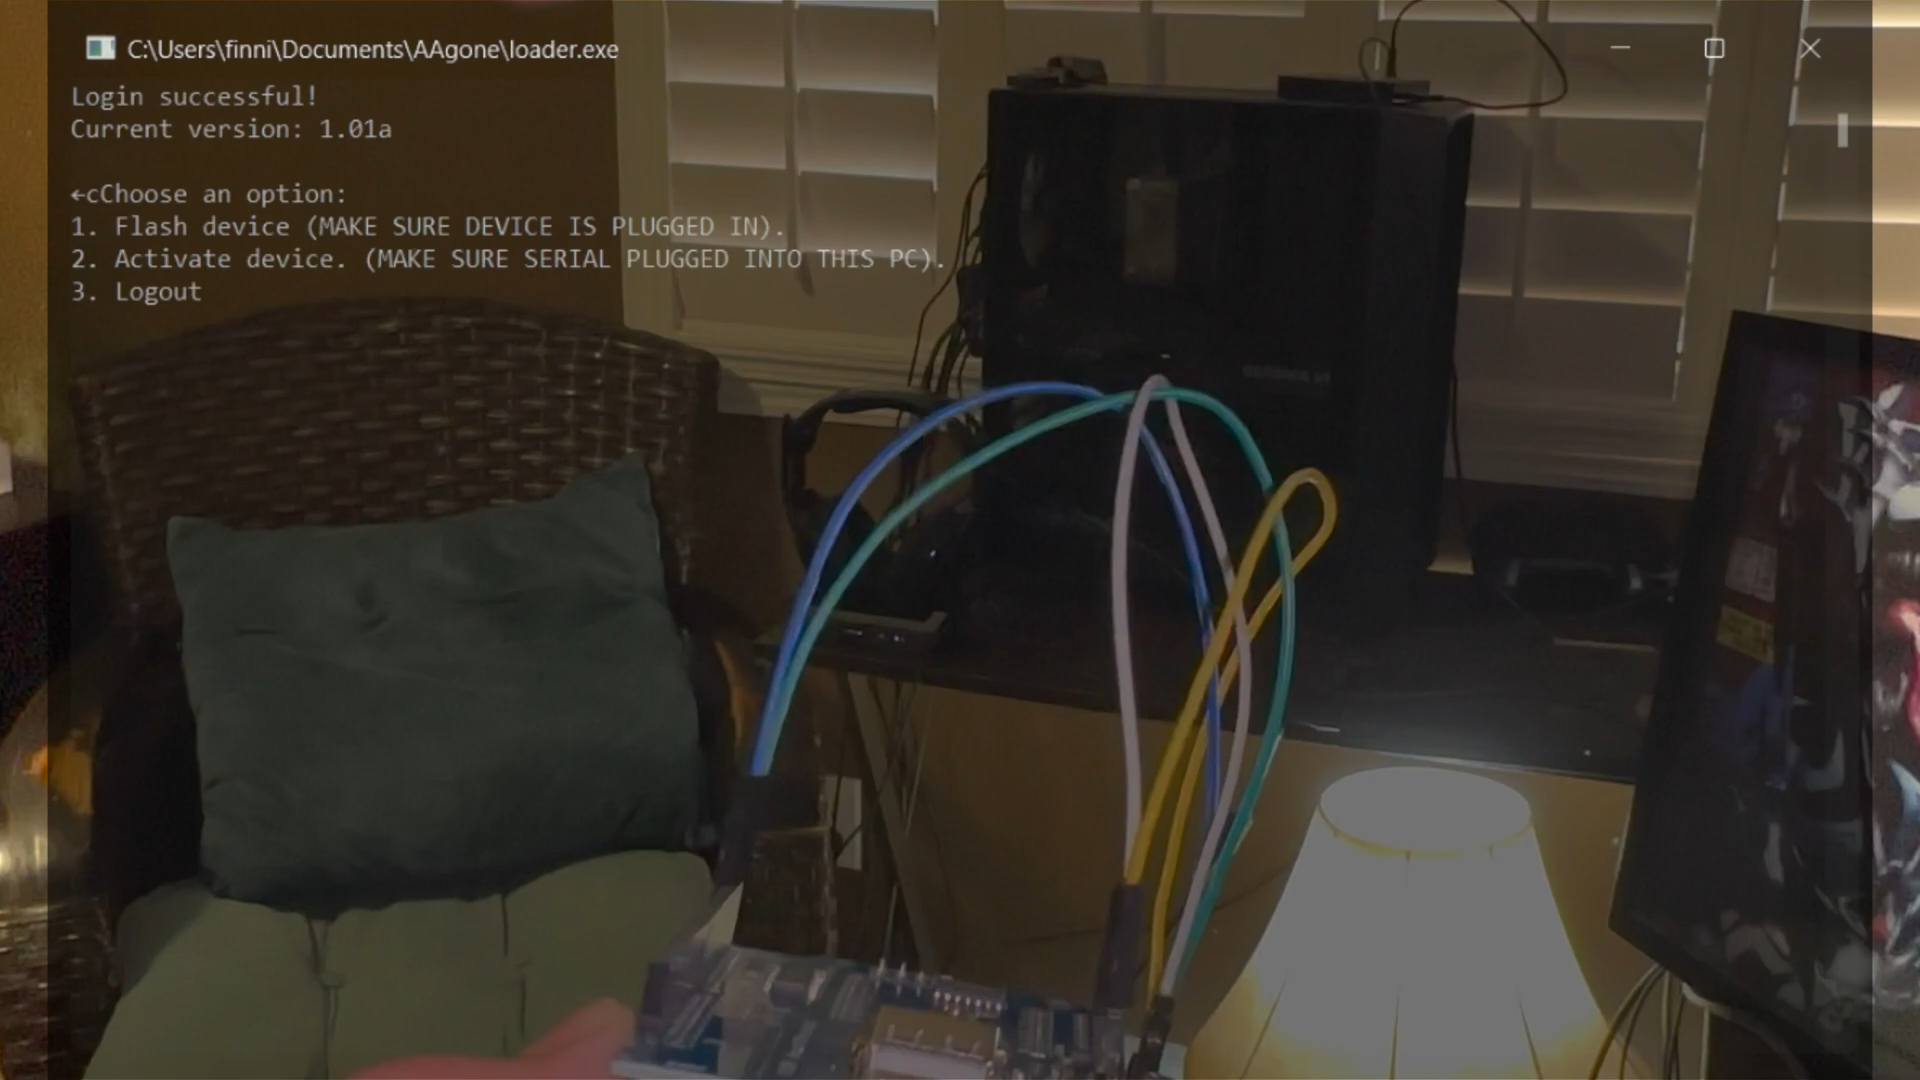 C:\Users\finni\Documents\AAgone\loader.exe
Login successful!
Current version: 1.01a
←cChoose an option:
1. Flash device (MAKE SURE DEVICE IS PLUGGED IN).
2. Activate device. (MAKE SURE SERIAL PLUGGED INTO THIS PC).
3. Logout